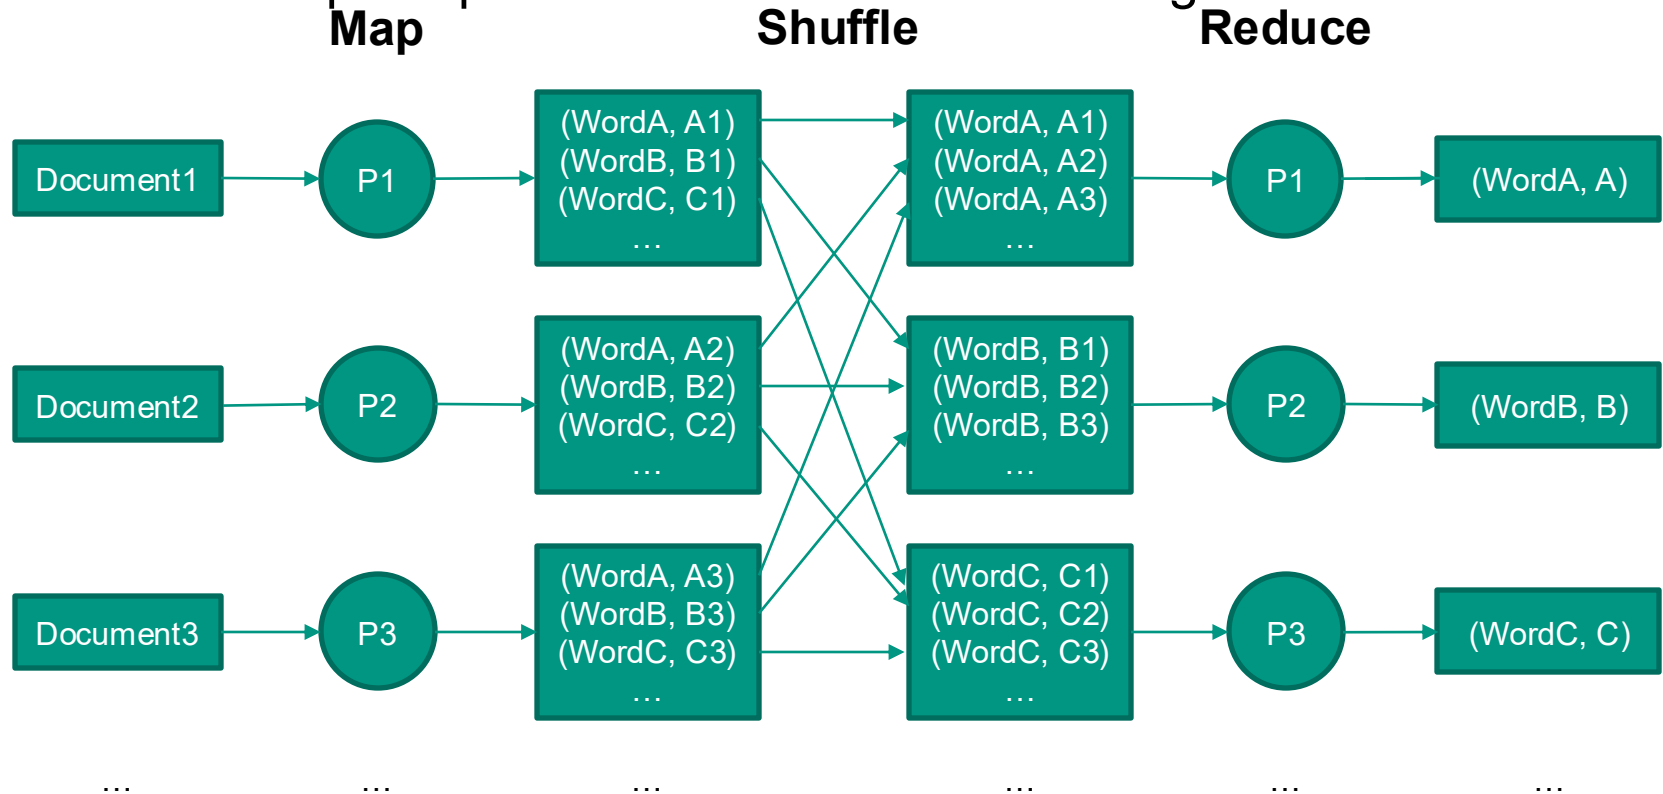 Map
Shuffle
Reduce
Document1
P1
(WordA, A1)
(WordB, B1)
(WordC, C1)
...
(WordA, A1)
(WordA, A2)
(WordA, A3)
...
P1
(WordA, A)
Document2
P2
(WordA, A2)
(WordB, B2)
(WordC, C2)
...
(WordB, B1)
(WordB, B2)
(WordB, B3)
...
P2
(WordB, B)
Document3
P3
(WordA, A3)
(WordB, B3)
(WordC, C3)
...
(WordC, C1)
(WordC, C2)
(WordC, C3)
...
P3
(WordC, C)
... ... ... ... ... ...